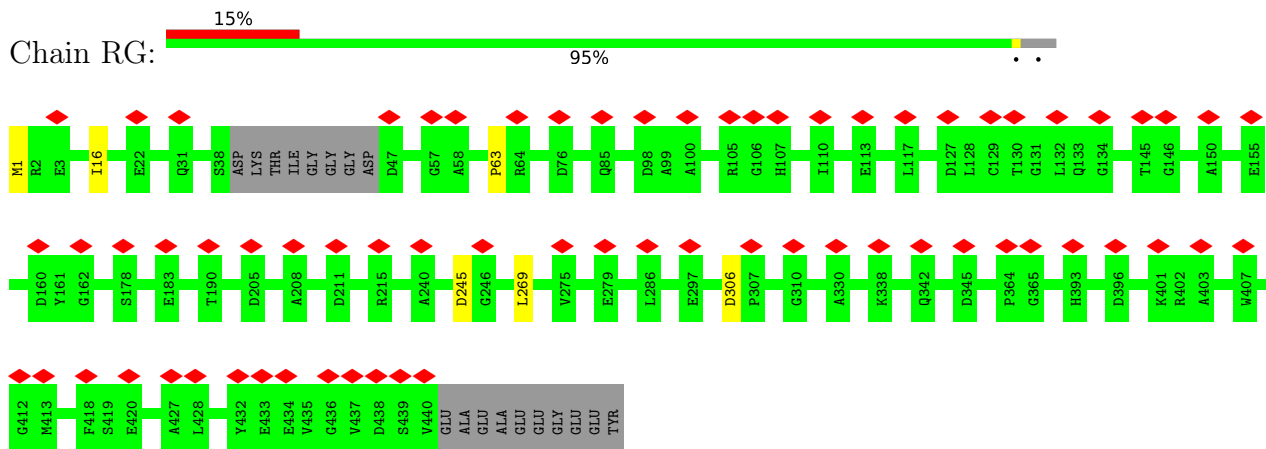 15%
Chain RG:
95%
. .
M1 R2 E3 I16 E22 Q31 S38 ASP LYS THR ILE GLY GLY GLY ASP D47 G57 A58 P63 R64 D76 Q85 D98 A99 A100 R105 G106 H107 I110 E113 L117 D127 L128 C129 T130 G131 L132 Q133 G134 T145 G146 A150 E155
D160 Y161 G162 S178 E183 T190 D205 A208 D211 R215 A240 D245 G246 L269 V275 E279 L286 E297 D306 P307 G310 A330 K338 Q342 D345 P364 G365 H393 D396 K401 R402 A403 W407
G412 M413 F418 S419 E420 A427 L428 Y432 E433 E434 V435 G436 V437 D438 S439 V440 GLU ALA GLU ALA GLU GLU GLY GLU GLU TYR